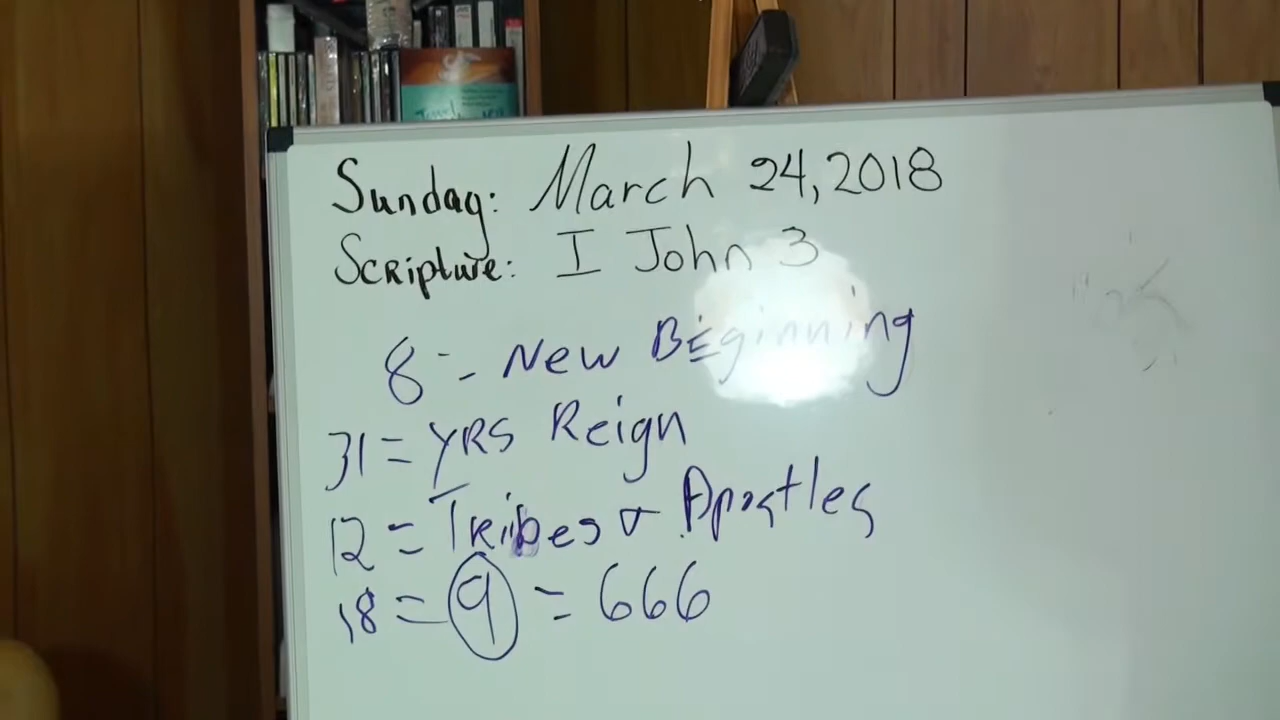 Sunday: March 24, 2018
Scripture: I John 3
8 = New Beginning
31 = YRS Reign
12 = Tribes & Apostles
18 = 9 = 666